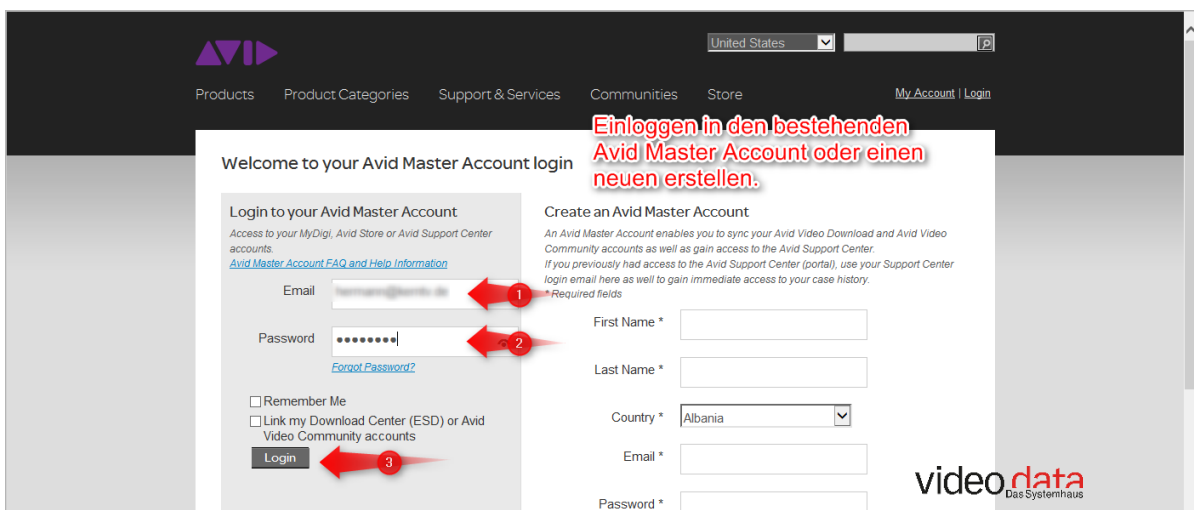 AVID
United States
Products Product Categories Support & Services Communities Store My Account | Login
Einloggen in den bestehenden
Avid Master Account oder einen
neuen erstellen.
Welcome to your Avid Master Account login
Login to your Avid Master Account
Access to your MyDigi, Avid Store or Avid Support Center
accounts.
Avid Master Account FAQ and Help Information
Email
1
Password
2
Forgot Password?
Remember Me
Link my Download Center (ESD) or Avid
Video Community accounts
Login
3
Create an Avid Master Account
An Avid Master Account enables you to sync your Avid Video Download and Avid Video
Community accounts as well as gain access to the Avid Support Center.
If you previously had access to the Avid Support Center (portal), use your Support Center
login email here as well to gain immediate access to your case history.
* Required fields
First Name *
Last Name *
Country * Albania
Email *
Password *
video data
Das Systemhaus